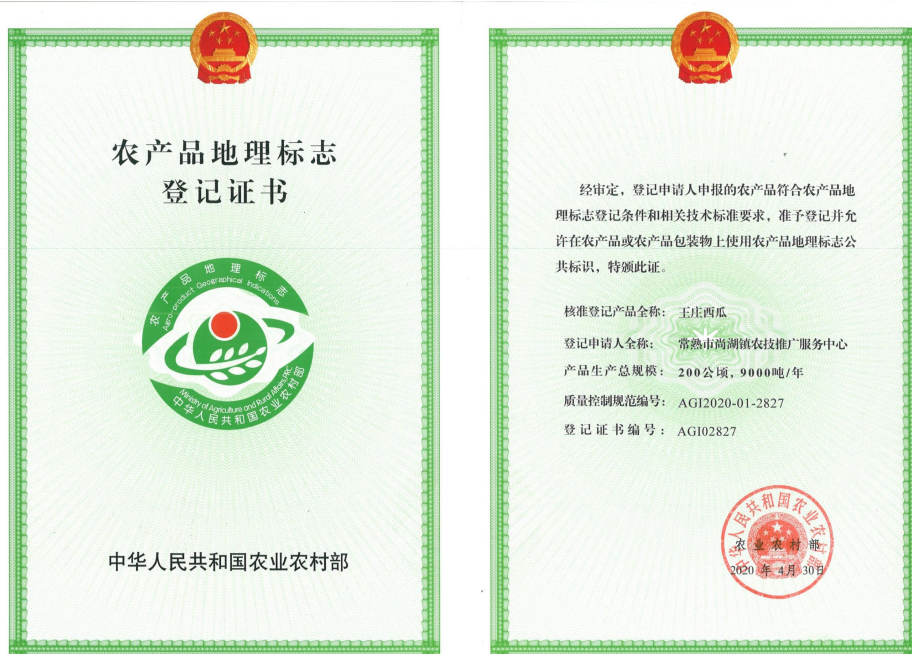 农产品地理标志
登记证书
农产品地理标志
Agro-product Geographical Indications
Ministry of Agriculture and Rural Affairs,PRC
中华人民共和国农业农村部
中华人民共和国农业农村部
经审定，登记申请人申报的农产品符合农产品地
理标志登记条件和相关技术标准要求，准予登记并允
许在农产品或农产品包装物上使用农产品地理标志公
共标识，特颁此证。
核准登记产品全称： 王庄西瓜
登记申请人全称： 常熟市尚湖镇农技推广服务中心
产品生产总规模： 200公顷，9000吨/年
质量控制规范编号： AGI2020-01-2827
登记证书编号： AGI02827
中华人民共和国农业农村部
农业农村部
2020 年 4月 30日